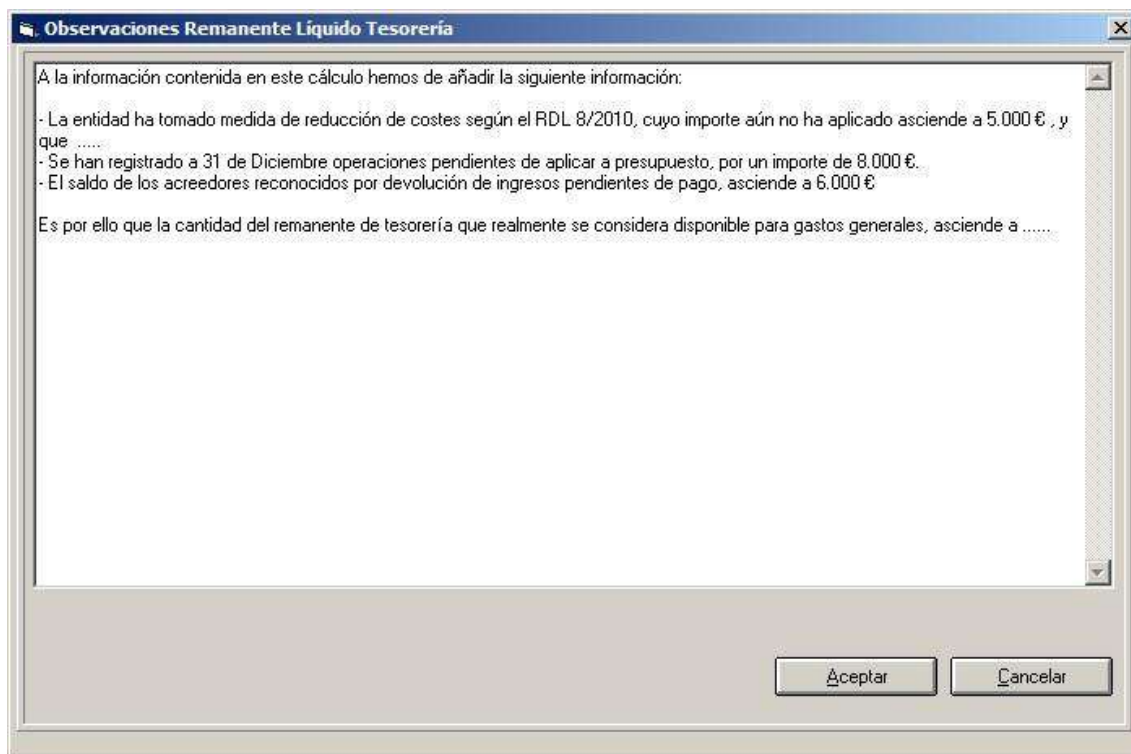 Observaciones Remanente Líquido Tesorería
A la información contenida en este cálculo hemos de añadir la siguiente información:
- La entidad ha tomado medida de reducción de costes según el RDL 8/2010, cuyo importe aún no ha aplicado asciende a 5.000 € , y
que .....
- Se han registrado a 31 de Diciembre operaciones pendientes de aplicar a presupuesto, por un importe de 8.000 €.
- El saldo de los acreedores reconocidos por devolución de ingresos pendientes de pago, asciende a 6.000 €
Es por ello que la cantidad del remanente de tesorería que realmente se considera disponible para gastos generales, asciende a ......
Aceptar Cancelar